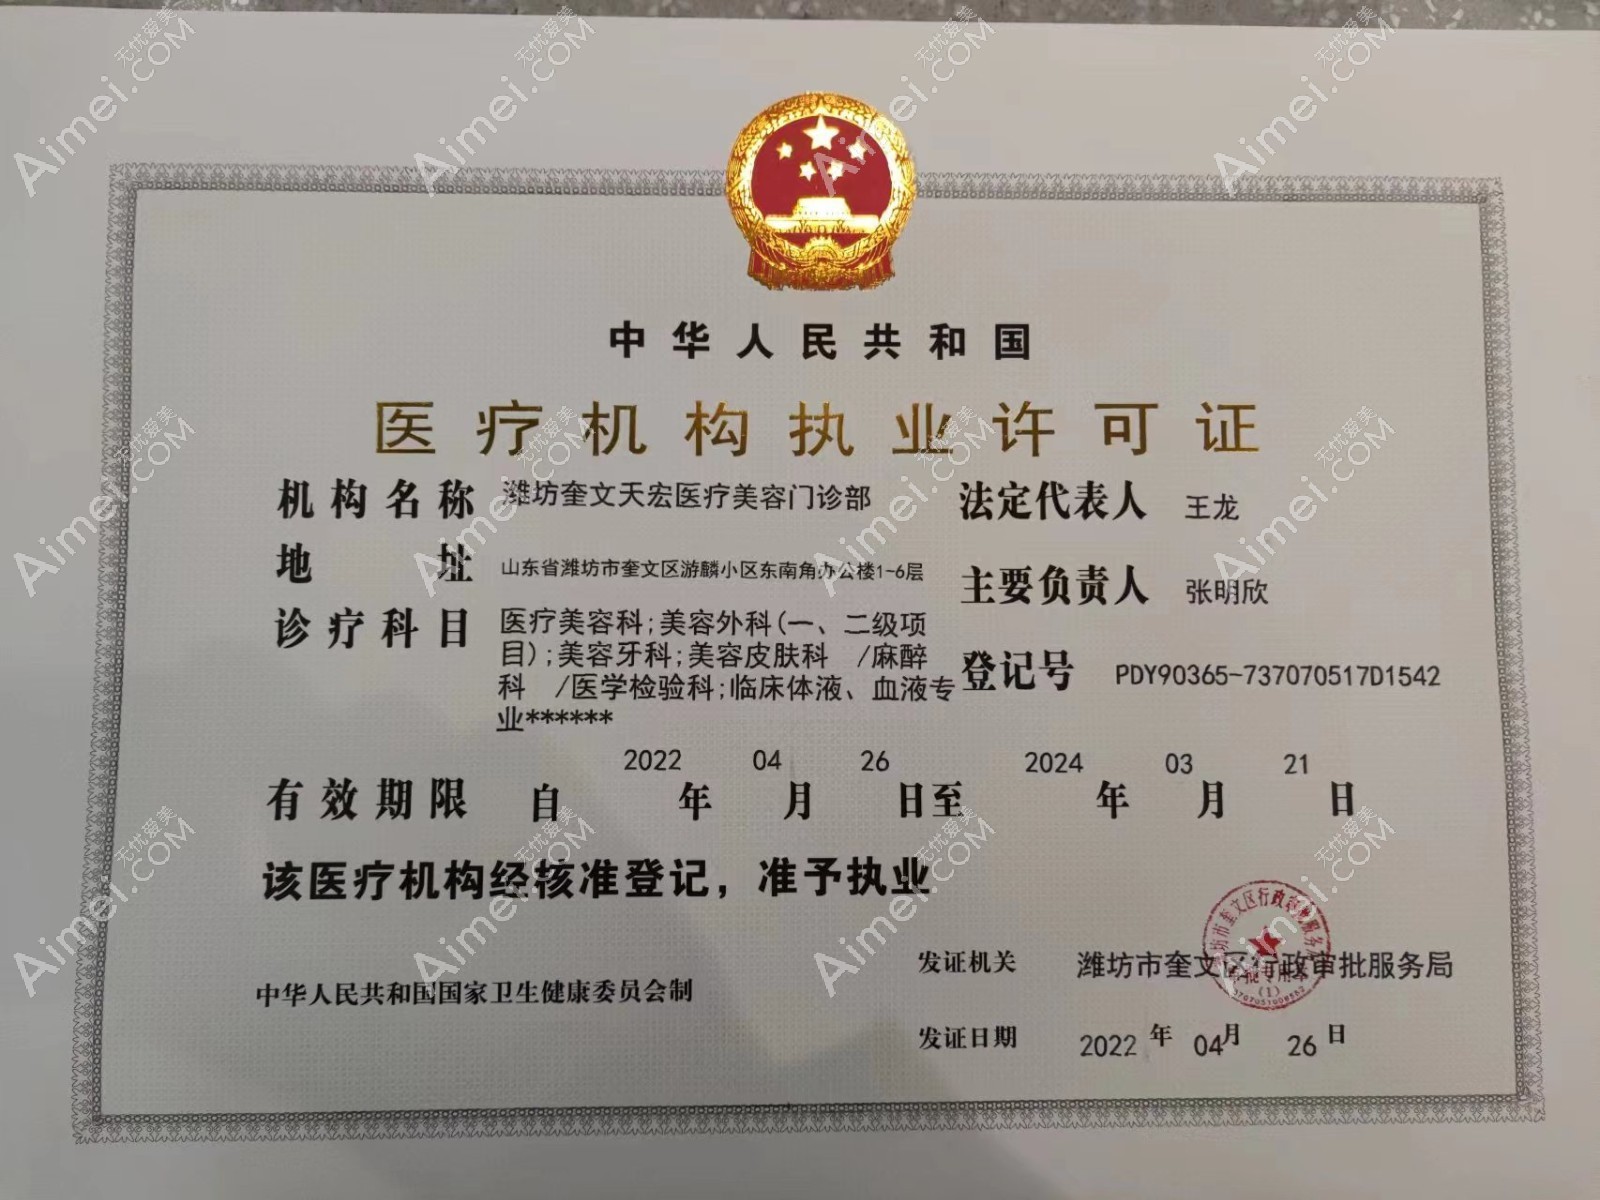 中华人民共和国
医疗机构执业许可证
机构名称 潍坊奎文天宏医疗美容门诊部 法定代表人 王龙
地址 山东省潍坊市奎文区游麟小区东南角办公楼1-6层 主要负责人 张明欣
诊疗科目 医疗美容科;美容外科(一、二级项
目);美容牙科;美容皮肤科 /麻醉
科 /医学检验科;临床体液、血液专
业****** 登记号 PDY90365-737070517D1542
有效期限 自 2022 年 04 月 26 日至 2024 年 03 月 21 日
该医疗机构经核准登记，准予执业
发证机关 潍坊市奎文区行政审批服务局
中华人民共和国国家卫生健康委员会制
发证日期 2022 年 04 月 26 日
无忧爱美
Aimei.COM